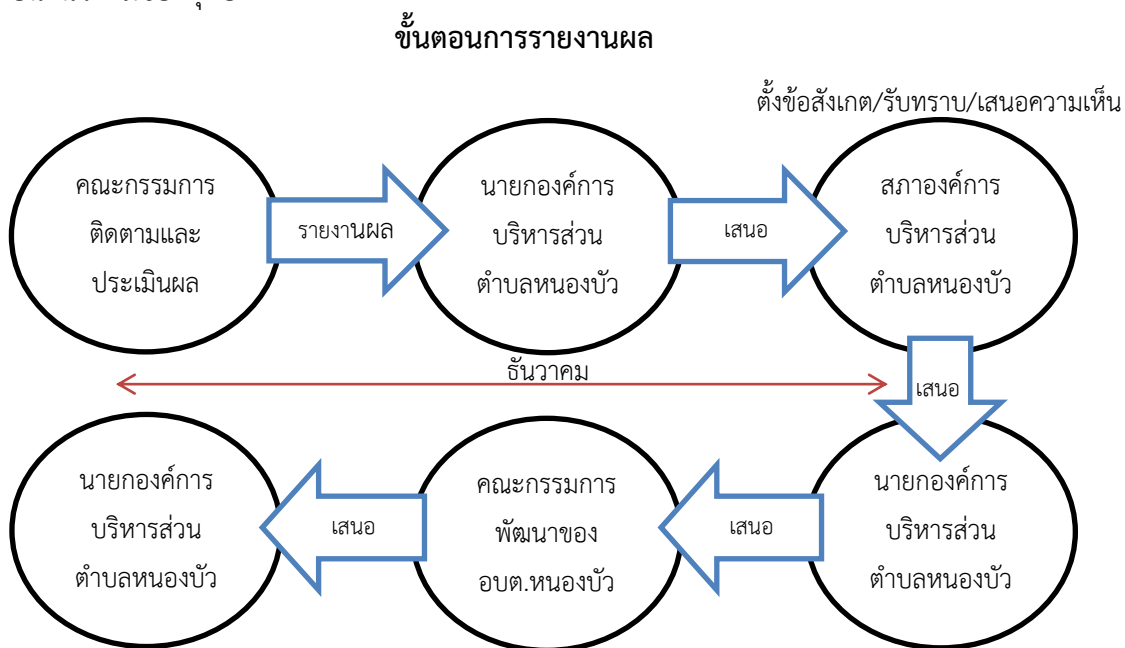 ขั้นตอนการรายงานผล
ตั้งข้อสังเกต/รับทราบ/เสนอความเห็น
คณะกรรมการ
ติดตามและ
ประเมินผล
รายงานผล
นายกองค์การ
บริหารส่วน
ตำบลหนองบัว
เสนอ
สภาองค์การ
บริหารส่วน
ตำบลหนองบัว
ธันวาคม
เสนอ
นายกองค์การ
บริหารส่วน
ตำบลหนองบัว
เสนอ
คณะกรรมการ
พัฒนาของ
อบต.หนองบัว
เสนอ
นายกองค์การ
บริหารส่วน
ตำบลหนองบัว